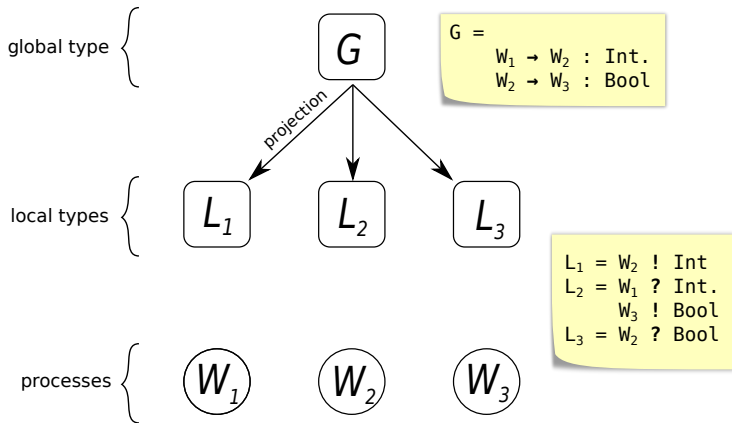 global type
G
G =
W₁ → W₂ : Int.
W₂ → W₃ : Bool
projection
local types
L₁ L₂ L₃
L₁ = W₂ ! Int
L₂ = W₁ ? Int.
W₃ ! Bool
L₃ = W₂ ? Bool
processes
W₁ W₂ W₃